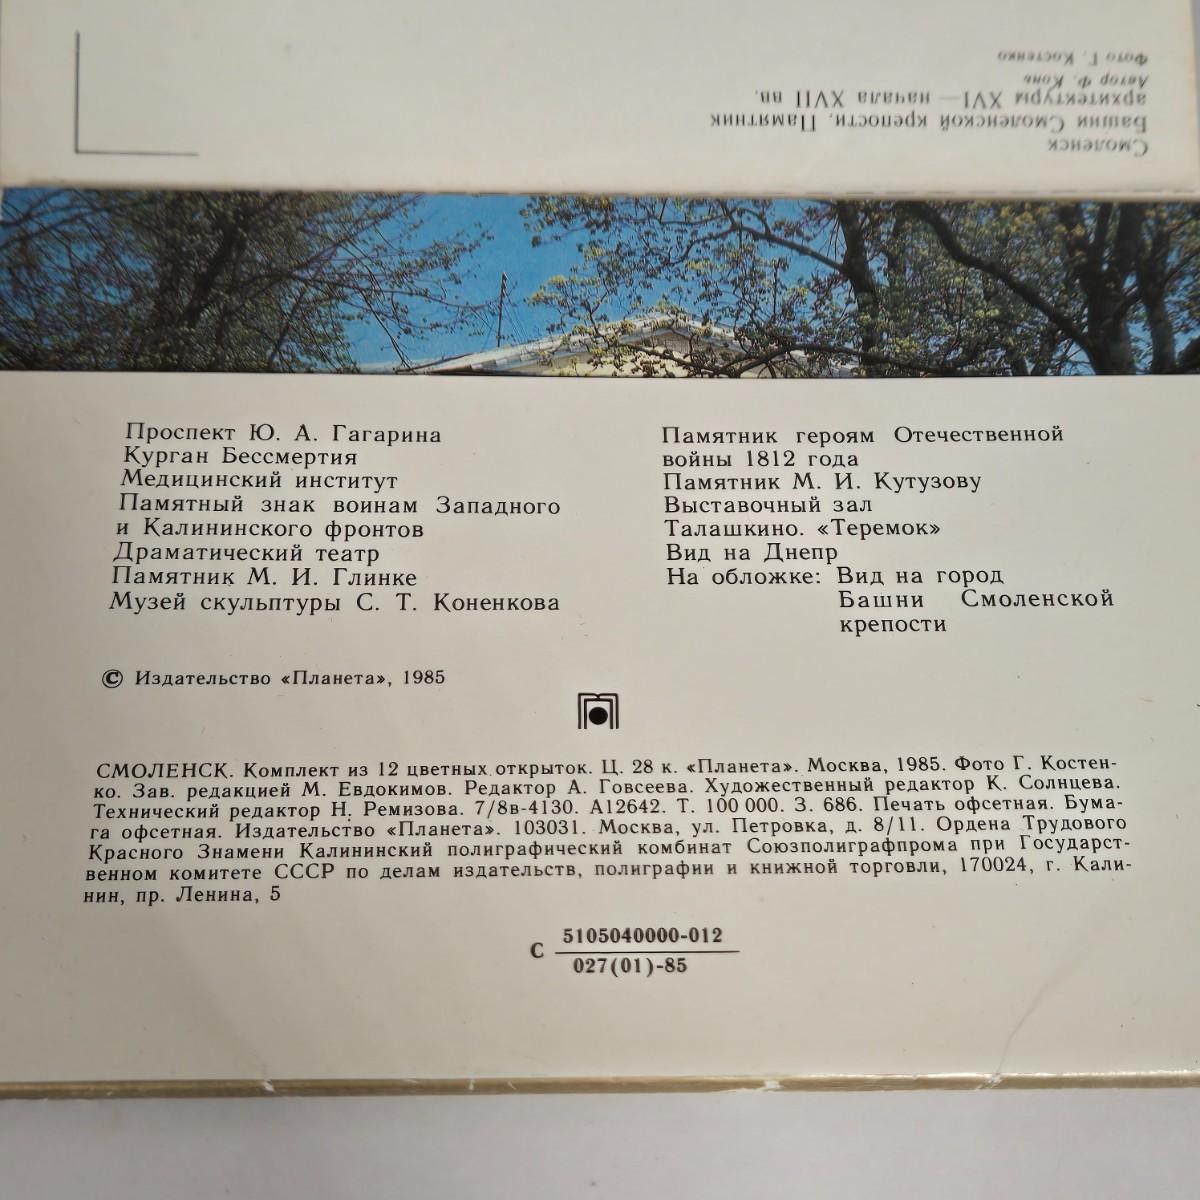 Смоленск
Башни Смоленской крепости. Памятник
архитектуры XVI — начала XVII вв.
Автор Ф. Конь
Фото Г. Костенко
Проспект Ю. А. Гагарина
Курган Бессмертия
Медицинский институт
Памятный знак воинам Западного
и Калининского фронтов
Драматический театр
Памятник М. И. Глинке
Музей скульптуры С. Т. Коненкова
Памятник героям Отечественной
войны 1812 года
Памятник М. И. Кутузову
Выставочный зал
Талашкино. «Теремок»
Вид на Днепр
На обложке: Вид на город
Башни Смоленской
крепости
© Издательство «Планета», 1985
СМОЛЕНСК. Комплект из 12 цветных открыток. Ц. 28 к. «Планета». Москва, 1985. Фото Г. Костен-
ко. Зав. редакцией М. Евдокимов. Редактор А. Говсеева. Художественный редактор К. Солнцева.
Технический редактор Н. Ремизова. 7/8в-4130. А12642. Т. 100 000. З. 686. Печать офсетная. Бума-
га офсетная. Издательство «Планета». 103031. Москва, ул. Петровка, д. 8/11. Ордена Трудового
Красного Знамени Калининский полиграфический комбинат Союзполиграфпрома при Государст-
венном комитете СССР по делам издательств, полиграфии и книжной торговли, 170024, г. Кали-
нин, пр. Ленина, 5
С 5105040000-012
027(01)-85